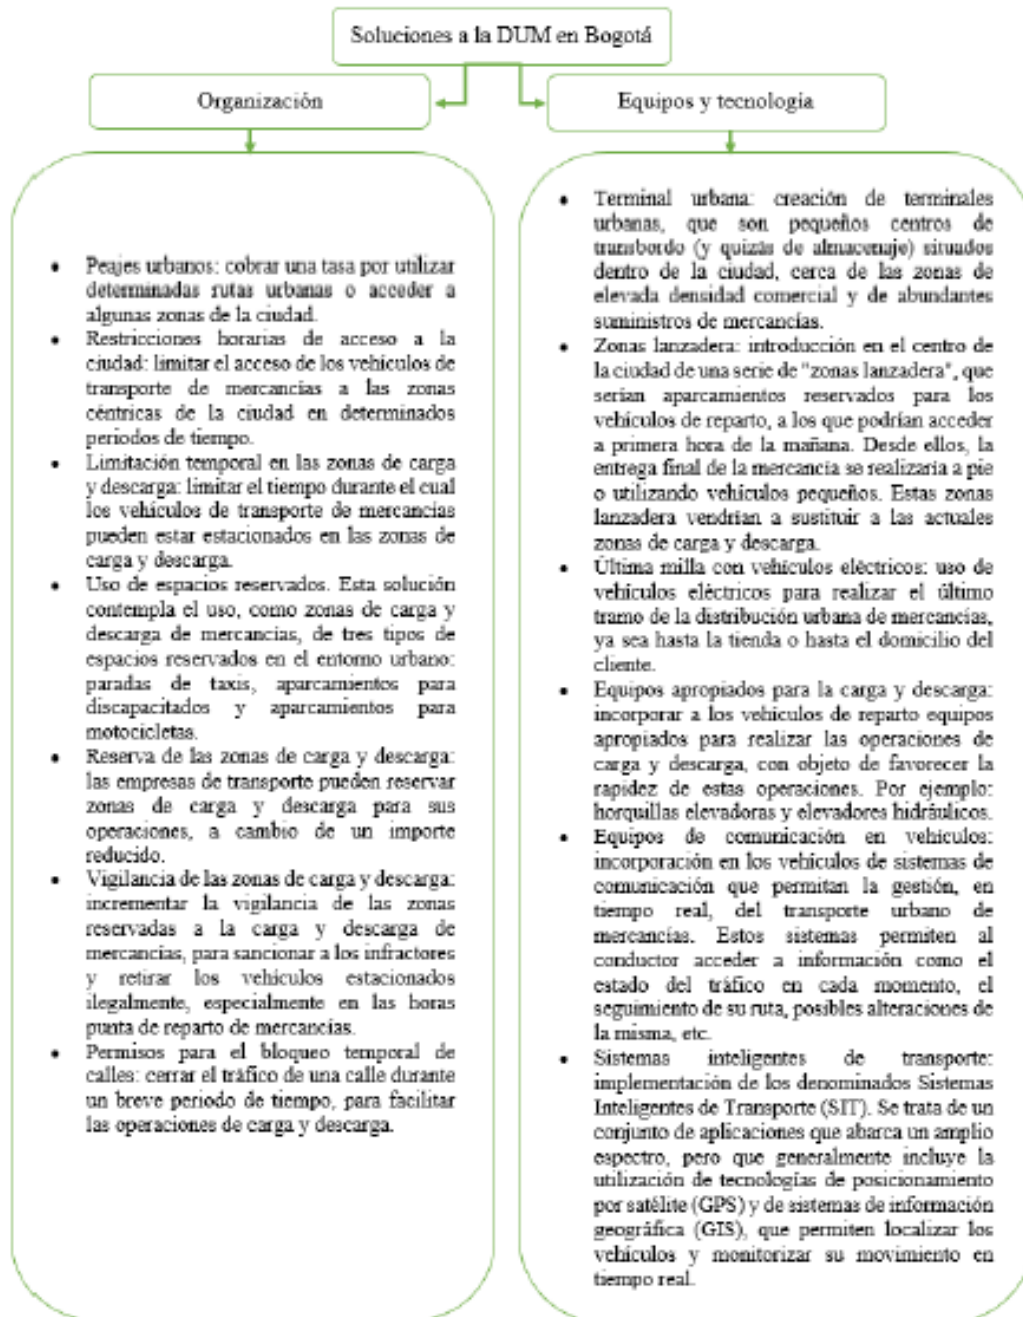 Soluciones a la DUM en Bogotá
Organización
Equipos y tecnología
• Peajes urbanos: cobrar una tasa por utilizar
determinadas rutas urbanas o acceder a
algunas zonas de la ciudad.
• Restricciones horarias de acceso a la
ciudad: limitar el acceso de los vehículos de
transporte de mercancías a las zonas
céntricas de la ciudad en determinados
periodos de tiempo.
• Limitación temporal en las zonas de carga
y descarga: limitar el tiempo durante el cual
los vehículos de transporte de mercancías
pueden estar estacionados en las zonas de
carga y descarga.
• Uso de espacios reservados. Esta solución
contempla el uso, como zonas de carga y
descarga de mercancías, de tres tipos de
espacios reservados en el entorno urbano:
paradas de taxis, aparcamientos para
discapacitados y aparcamientos para
motocicletas.
• Reserva de las zonas de carga y descarga:
las empresas de transporte pueden reservar
zonas de carga y descarga para sus
operaciones, a cambio de un importe
reducido.
• Vigilancia de las zonas de carga y descarga:
incrementar la vigilancia de las zonas
reservadas a la carga y descarga de
mercancías, para sancionar a los infractores
y retirar los vehículos estacionados
ilegalmente, especialmente en las horas
punta de reparto de mercancías.
• Permisos para el bloqueo temporal de
calles: cerrar el tráfico de una calle durante
un breve periodo de tiempo, para facilitar
las operaciones de carga y descarga.
• Terminal urbana: creación de terminales
urbanas, que son pequeños centros de
transbordo (y quizás de almacenaje) situados
dentro de la ciudad, cerca de las zonas de
elevada densidad comercial y de abundantes
suministros de mercancías.
• Zonas lanzadera: introducción en el centro de
la ciudad de una serie de "zonas lanzadera", que
serían aparcamientos reservados para los
vehículos de reparto, a los que podrían acceder
a primera hora de la mañana. Desde ellos, la
entrega final de la mercancía se realizaría a pie
o utilizando vehículos pequeños. Estas zonas
lanzadera vendrían a sustituir a las actuales
zonas de carga y descarga.
• Última milla con vehículos eléctricos: uso de
vehículos eléctricos para realizar el último
tramo de la distribución urbana de mercancías,
ya sea hasta la tienda o hasta el domicilio del
cliente.
• Equipos apropiados para la carga y descarga:
incorporar a los vehículos de reparto equipos
apropiados para realizar las operaciones de
carga y descarga, con objeto de favorecer la
rapidez de estas operaciones. Por ejemplo:
horquillas elevadoras y elevadores hidráulicos.
• Equipos de comunicación en vehículos:
incorporación en los vehículos de sistemas de
comunicación que permitan la gestión, en
tiempo real, del transporte urbano de
mercancías. Estos sistemas permiten al
conductor acceder a información como el
estado del tráfico en cada momento, el
seguimiento de su ruta, posibles alteraciones de
la misma, etc.
• Sistemas inteligentes de transporte:
implementación de los denominados Sistemas
Inteligentes de Transporte (SIT). Se trata de un
conjunto de aplicaciones que abarca un amplio
espectro, pero que generalmente incluye la
utilización de tecnologías de posicionamiento
por satélite (GPS) y de sistemas de información
geográfica (GIS), que permiten localizar los
vehículos y monitorizar su movimiento en
tiempo real.